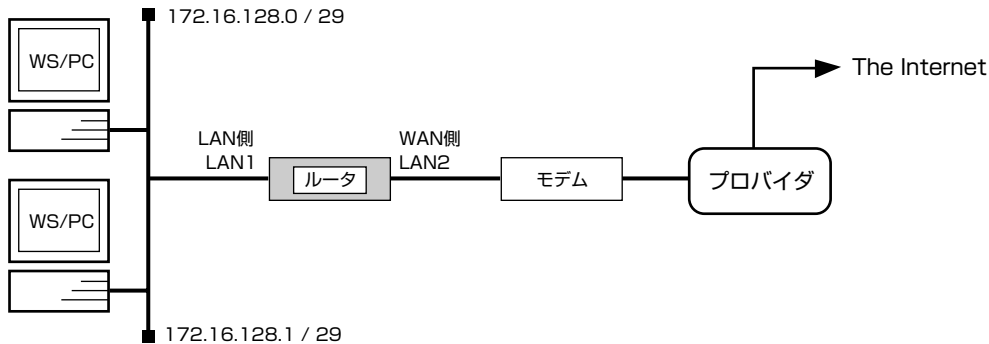 172.16.128.0 / 29
WS/PC
The Internet
LAN側
LAN1
WAN側
LAN2
ルータ
モデム
プロバイダ
WS/PC
172.16.128.1 / 29